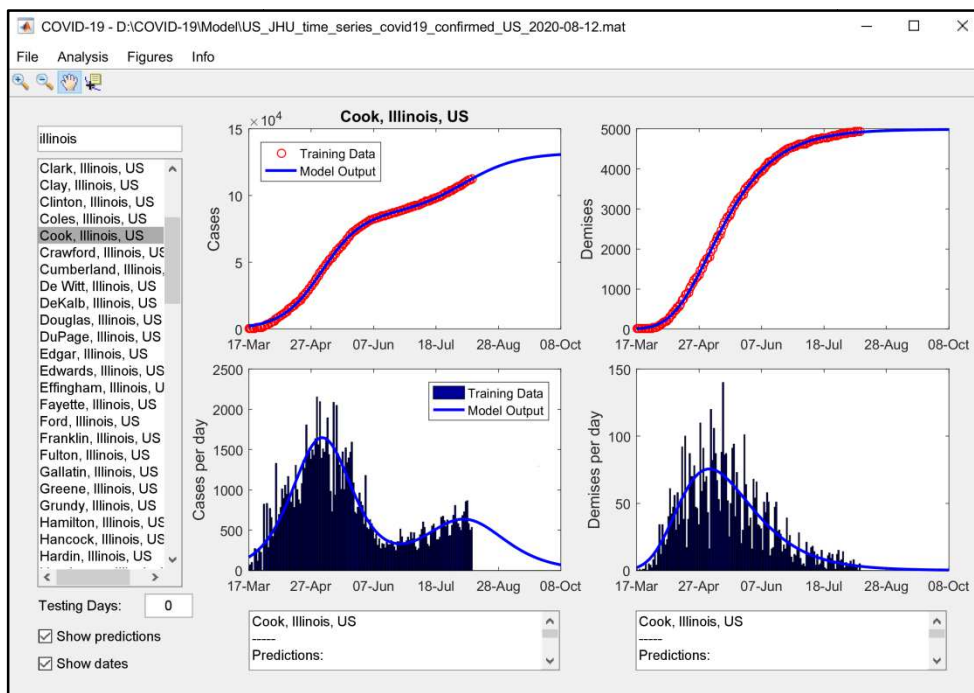 COVID-19 - D:\COVID-19\Model\US_JHU_time_series_covid19_confirmed_US_2020-08-12.mat
File Analysis Figures Info
illinois
Clark, Illinois, US
Clay, Illinois, US
Clinton, Illinois, US
Coles, Illinois, US
Cook, Illinois, US
Crawford, Illinois, US
Cumberland, Illinois,
De Witt, Illinois, US
DeKalb, Illinois, US
Douglas, Illinois, US
DuPage, Illinois, US
Edgar, Illinois, US
Edwards, Illinois, US
Effingham, Illinois, U
Fayette, Illinois, US
Ford, Illinois, US
Franklin, Illinois, US
Fulton, Illinois, US
Gallatin, Illinois, US
Greene, Illinois, US
Grundy, Illinois, US
Hamilton, Illinois, US
Hancock, Illinois, US
Hardin, Illinois, US
Testing Days: 0
Show predictions
Show dates
Cook, Illinois, US
× 10^4
15
10
5
0
Cases
Training Data
Model Output
17-Mar 27-Apr 07-Jun 18-Jul 28-Aug 08-Oct
5000
4000
3000
2000
1000
0
Demises
17-Mar 27-Apr 07-Jun 18-Jul 28-Aug 08-Oct
2500
2000
1500
1000
500
0
Cases per day
Training Data
Model Output
17-Mar 27-Apr 07-Jun 18-Jul 28-Aug 08-Oct
150
100
50
0
Demises per day
17-Mar 27-Apr 07-Jun 18-Jul 28-Aug 08-Oct
Cook, Illinois, US
-----
Predictions:
Cook, Illinois, US
-----
Predictions: